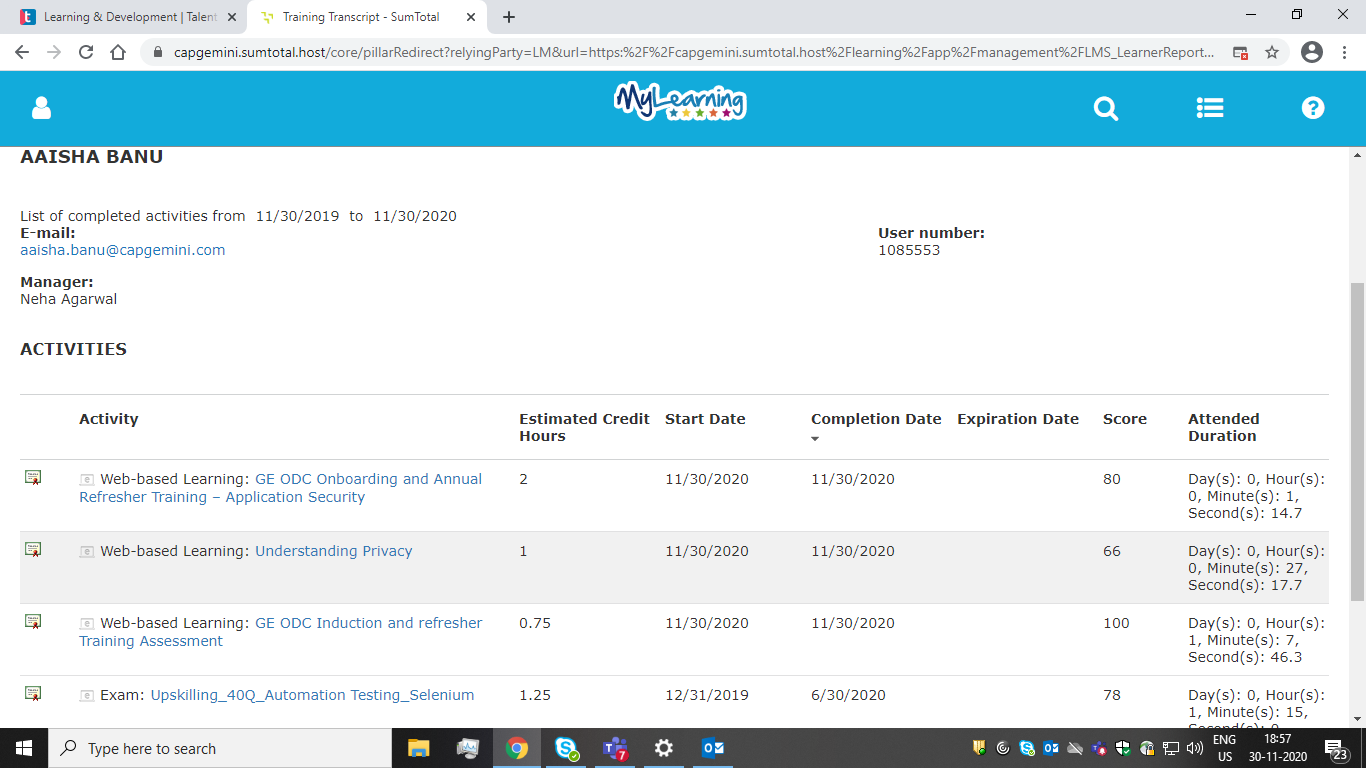 Learning & Development | Talent
Training Transcript - SumTotal
capgemini.sumtotal.host/core/pillarRedirect?relyingParty=LM&url=https:%2F%2Fcapgemini.sumtotal.host%2Flearning%2Fapp%2Fmanagement%2FLMS_LearnerReport...
MyLearning
AAISHA BANU
List of completed activities from 11/30/2019 to 11/30/2020
E-mail: User number:
aaisha.banu@capgemini.com 1085553
Manager:
Neha Agarwal
ACTIVITIES
Activity Estimated Credit Start Date Completion Date Expiration Date Score Attended
Hours Duration
Web-based Learning: GE ODC Onboarding and Annual 2 11/30/2020 11/30/2020 80 Day(s): 0, Hour(s):
Refresher Training – Application Security 0, Minute(s): 1,
Second(s): 14.7
Web-based Learning: Understanding Privacy 1 11/30/2020 11/30/2020 66 Day(s): 0, Hour(s):
0, Minute(s): 27,
Second(s): 17.7
Web-based Learning: GE ODC Induction and refresher 0.75 11/30/2020 11/30/2020 100 Day(s): 0, Hour(s):
Training Assessment 1, Minute(s): 7,
Second(s): 46.3
Exam: Upskilling_40Q_Automation Testing_Selenium 1.25 12/31/2019 6/30/2020 78 Day(s): 0, Hour(s):
1, Minute(s): 15,
Type here to search
7
ENG 18:57
US 30-11-2020
23